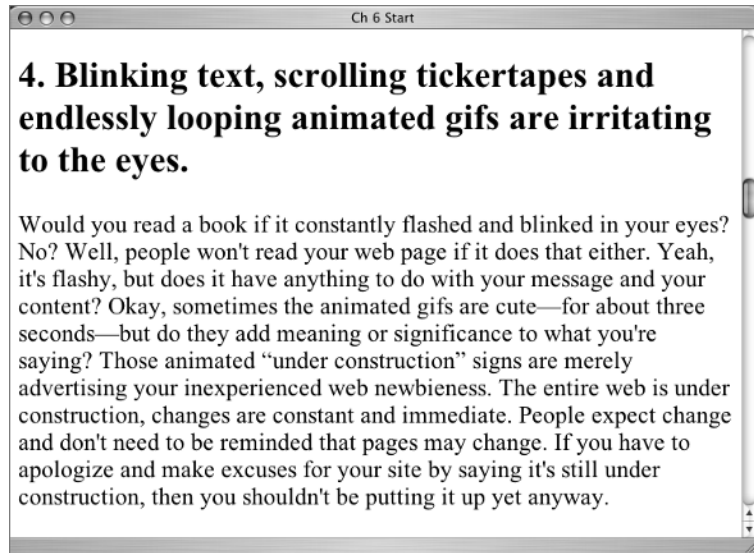 Ch 6 Start
4. Blinking text, scrolling tickertapes and
endlessly looping animated gifs are irritating
to the eyes.
Would you read a book if it constantly flashed and blinked in your eyes?
No? Well, people won't read your web page if it does that either. Yeah,
it's flashy, but does it have anything to do with your message and your
content? Okay, sometimes the animated gifs are cute—for about three
seconds—but do they add meaning or significance to what you're
saying? Those animated “under construction” signs are merely
advertising your inexperienced web newbieness. The entire web is under
construction, changes are constant and immediate. People expect change
and don't need to be reminded that pages may change. If you have to
apologize and make excuses for your site by saying it's still under
construction, then you shouldn't be putting it up yet anyway.